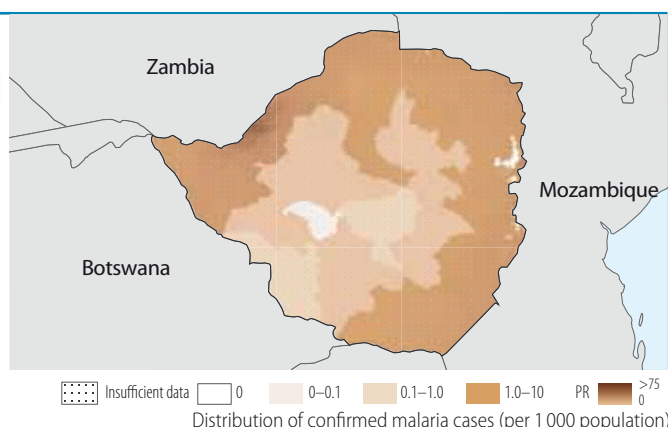 Zambia
Mozambique
Botswana
Insufficient data 0 0–0.1 0.1–1.0 1.0–10 PR >75
0
Distribution of confirmed malaria cases (per 1 000 population)